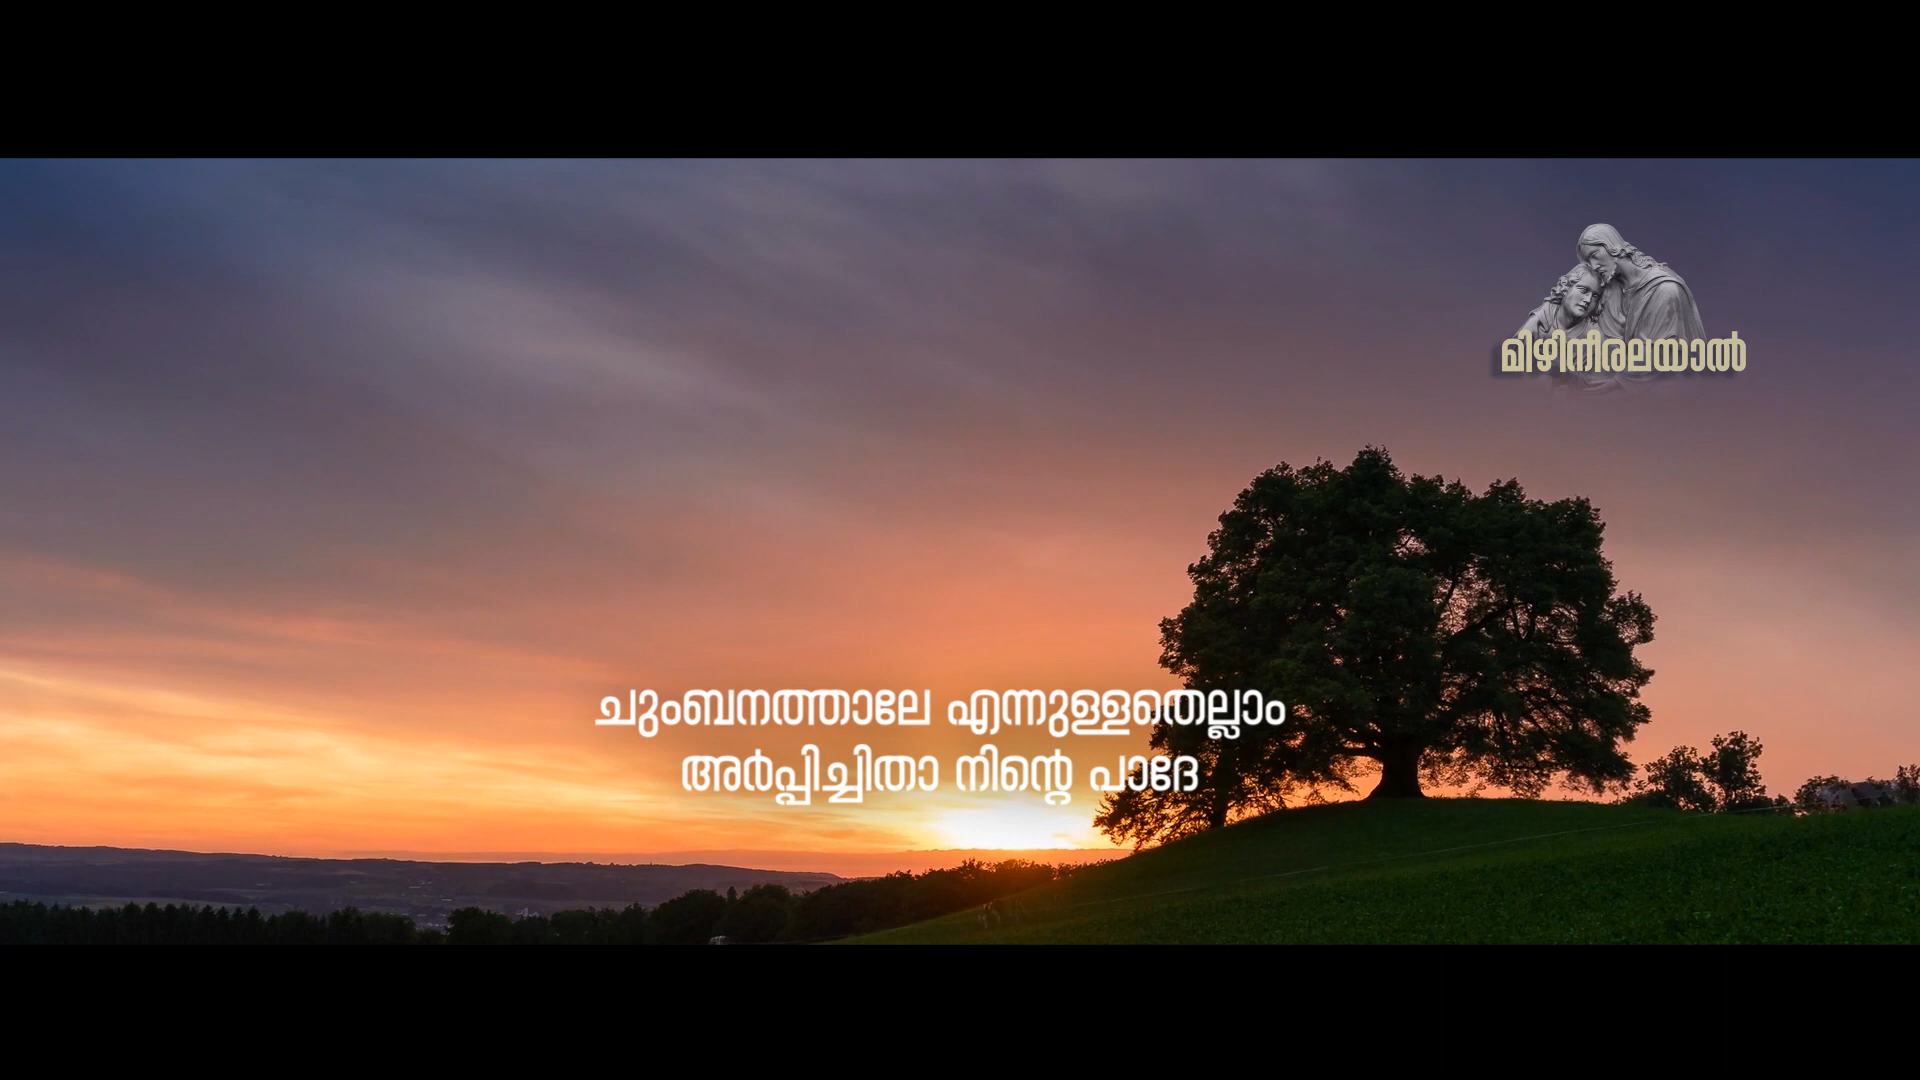 മിഴിനീരലയാൽ
ചുംബനത്താലേ എന്നുള്ളതെല്ലാം
അർപ്പിച്ചിതാ നിന്റെ പാദേ